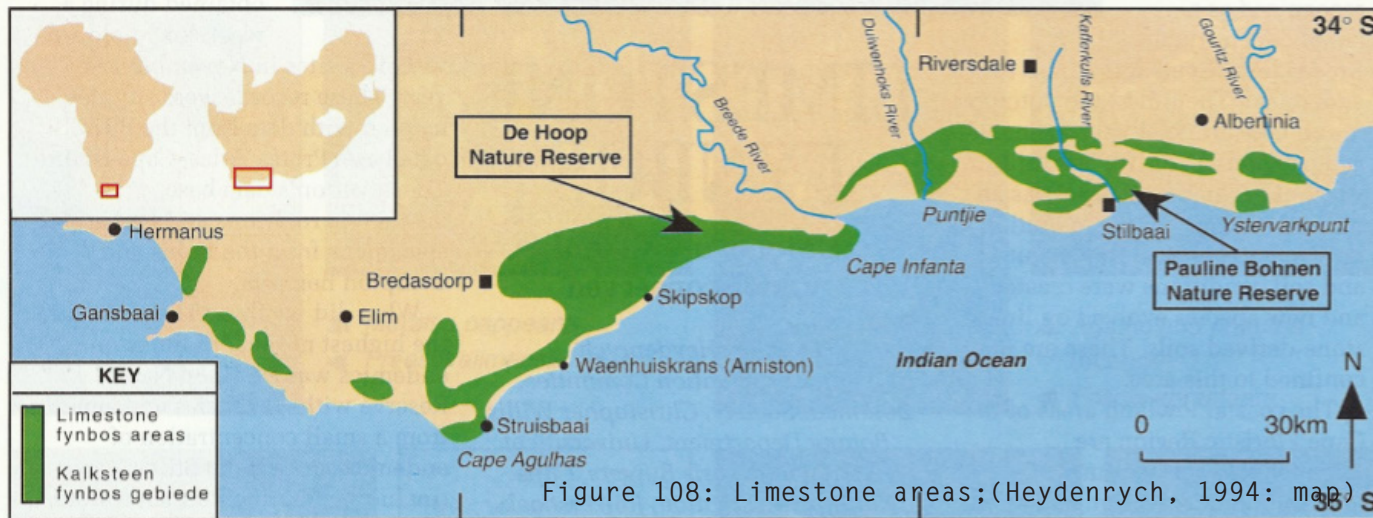 34° S
Duiwenhoks River
Kafferkuils River
Gouritz River
Riversdale
Breede River
Albertinia
De Hoop
Nature Reserve
Hermanus
Puntjie
Stilbaai
Ystervarkpunt
Cape Infanta
Pauline Bohnen
Nature Reserve
Bredasdorp
Skipskop
Gansbaai
Elim
Indian Ocean
N
Waenhuiskrans (Arniston)
KEY
Limestone
fynbos areas
Kalksteen
fynbos gebiede
0 30km
Struisbaai
Cape Agulhas
Figure 108: Limestone areas;(Heydenrych, 1994: map)
35° S